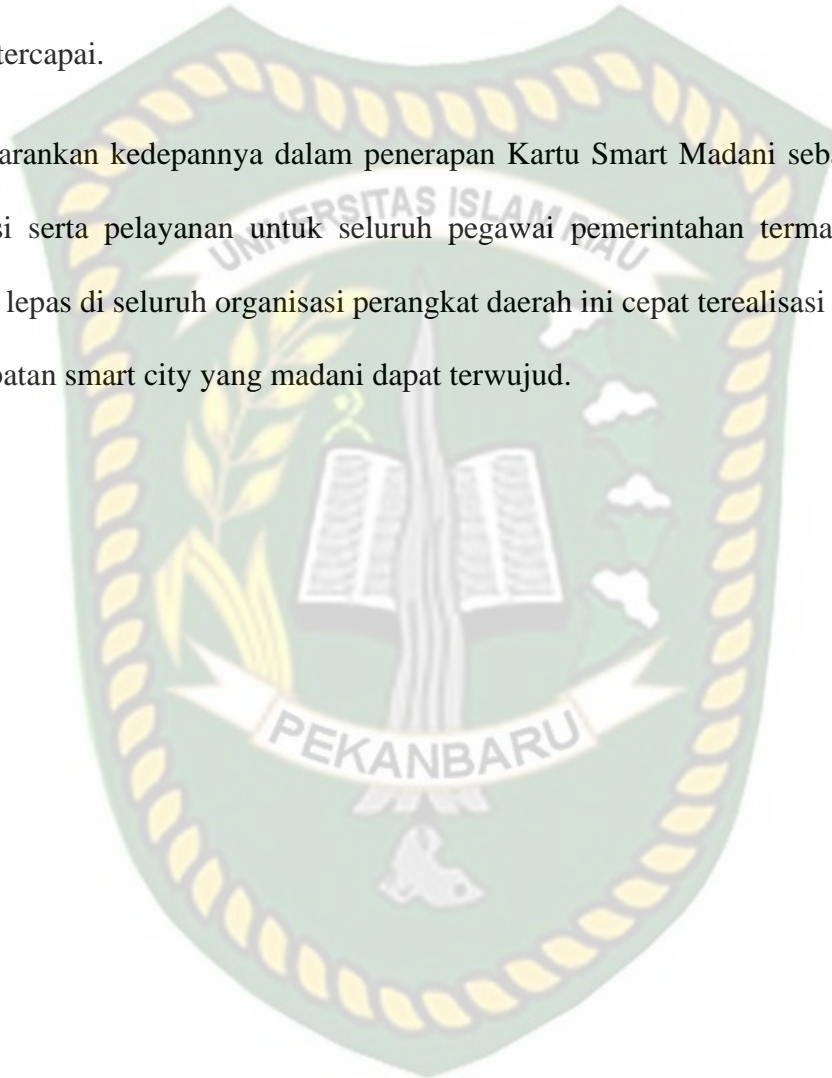 tercapai.
arankan kedepannya dalam penerapan Kartu Smart Madani seba
si serta pelayanan untuk seluruh pegawai pemerintahan terma
UNIVERSITAS ISLAM RIAU
lepas di seluruh organisasi perangkat daerah ini cepat terealisasi
batan smart city yang madani dapat terwujud.
PEKANBARU